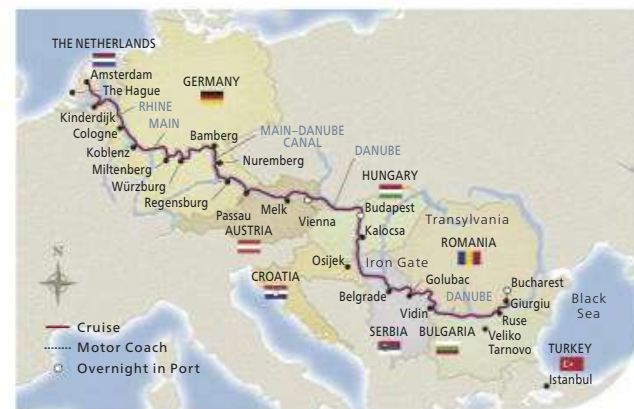 THE NETHERLANDS
Amsterdam
The Hague
GERMANY
Kinderdijk
RHINE
Cologne
MAIN
Bamberg
MAIN–DUBE
CANAL
Koblenz
Nuremberg
DANUBE
Miltenberg
Würzburg
HUNGARY
Regensburg
Passau
Melk
Vienna
Budapest
Transylvania
AUSTRIA
Kalocsa
ROMANIA
Osijek
Iron Gate
CROATIA
Golubac
Bucharest
Belgrade
DANUBE
Giurgiu
Black
Sea
Vidin
Ruse
SERBIA
BULGARIA
Veliko
Tarnovo
TURKEY
Istanbul
N
Cruise
Motor Coach
Overnight in Port